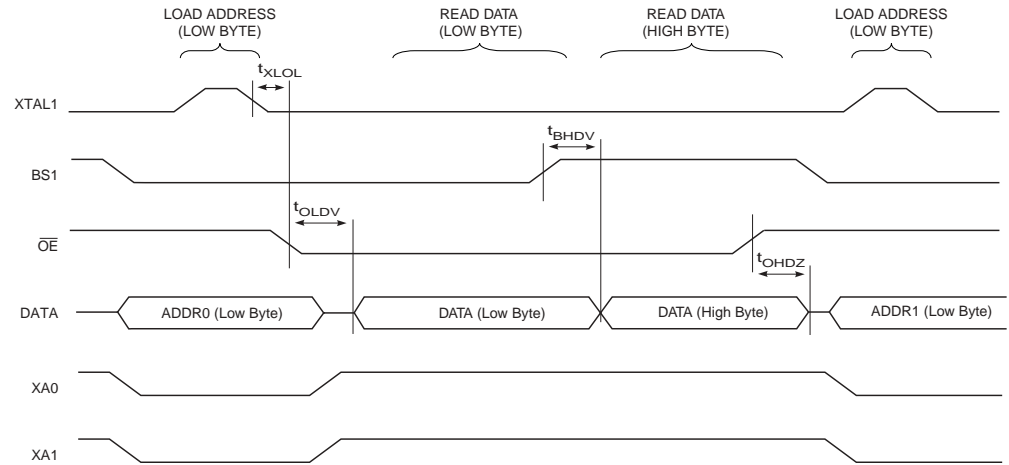 LOAD ADDRESS
(LOW BYTE)
READ DATA
(LOW BYTE)
READ DATA
(HIGH BYTE)
LOAD ADDRESS
(LOW BYTE)
tXLOL
XTAL1
tBHDV
BS1
tOLDV
OE
tOHDZ
DATA
ADDR0 (Low Byte)
DATA (Low Byte)
DATA (High Byte)
ADDR1 (Low Byte)
XA0
XA1